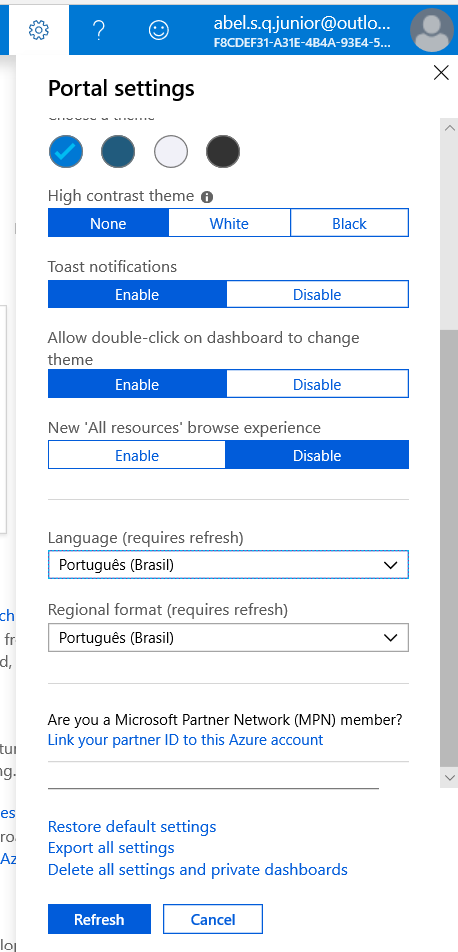 abel.s.q.junior@outlo...
F8CDEF31-A31E-4B4A-93E4-5...
Portal settings
Choose a theme
High contrast theme
None White Black
Toast notifications
Enable Disable
Allow double-click on dashboard to change
theme
Enable Disable
New 'All resources' browse experience
Enable Disable
Language (requires refresh)
Português (Brasil)
Regional format (requires refresh)
Português (Brasil)
Are you a Microsoft Partner Network (MPN) member?
Link your partner ID to this Azure account
Restore default settings
Export all settings
Delete all settings and private dashboards
Refresh Cancel